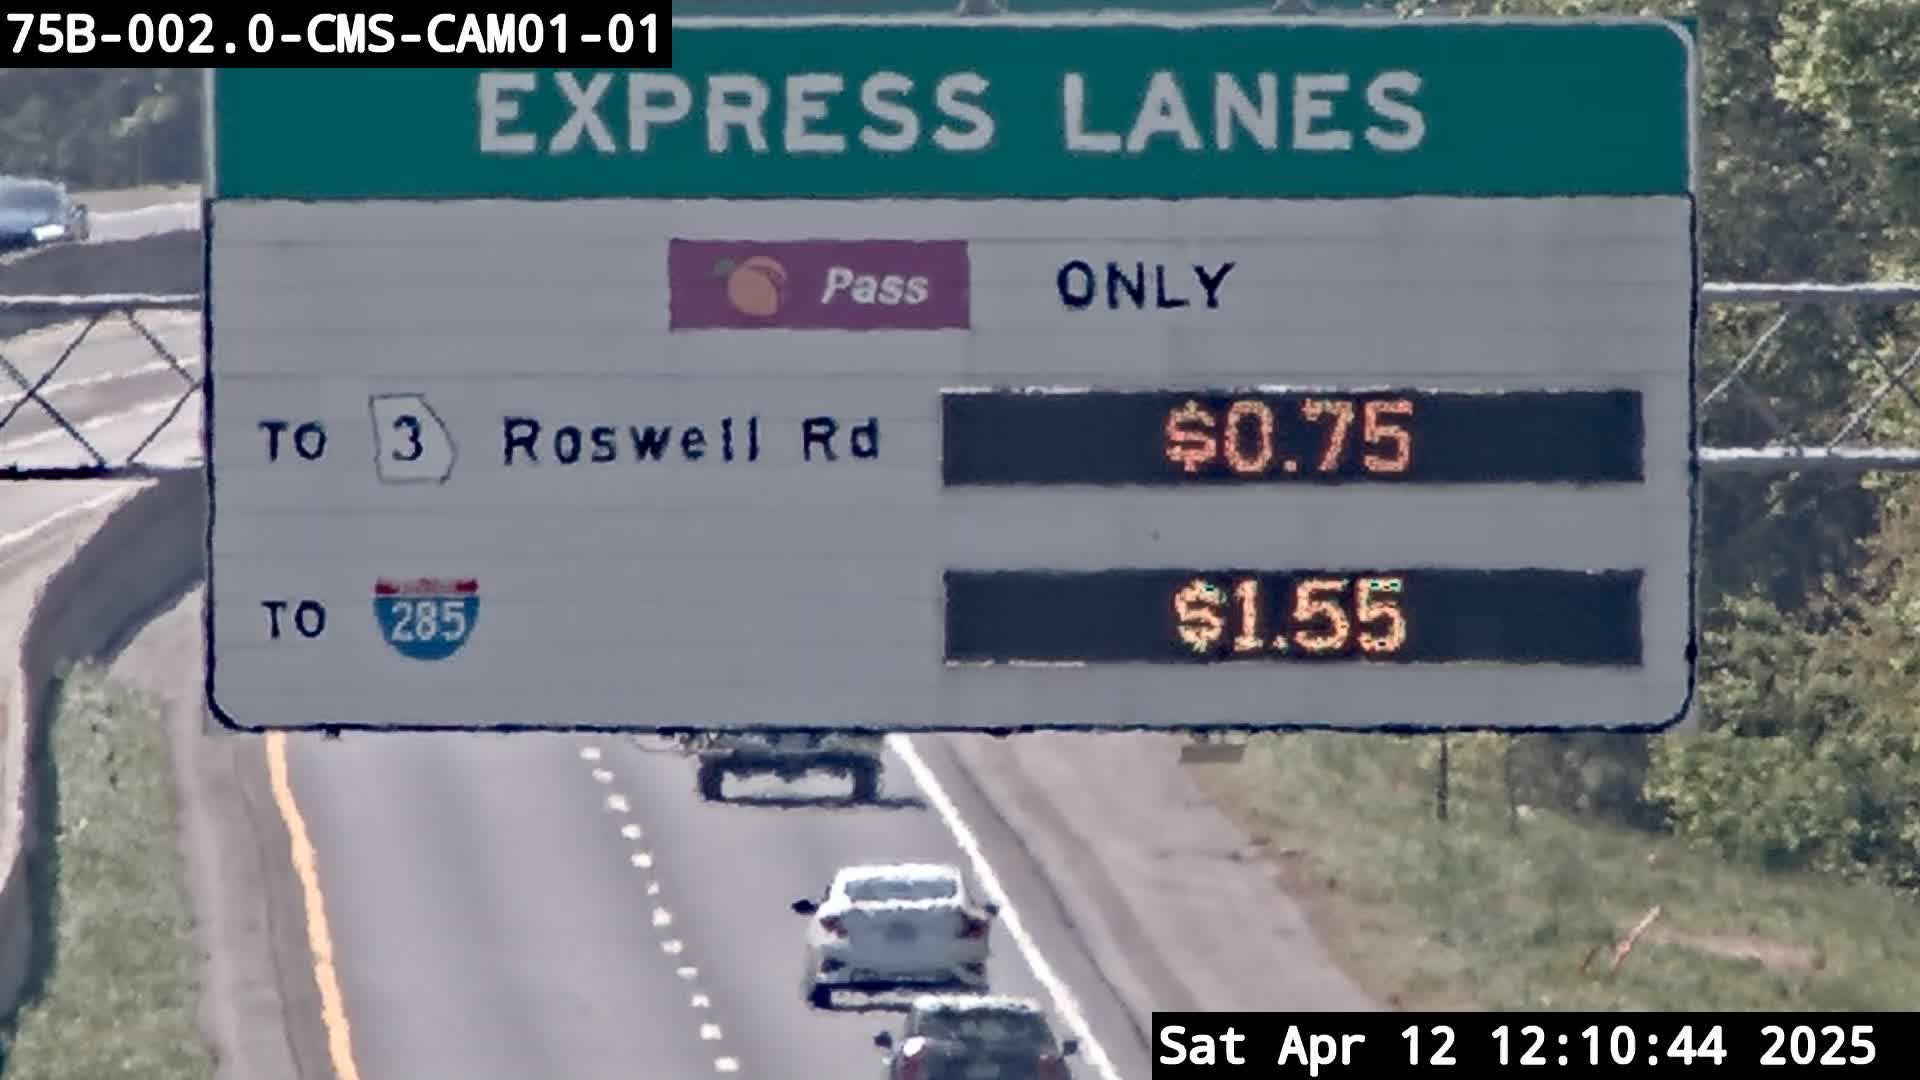 75B-002.0-CMS-CAM01-01
EXPRESS LANES
Pass ONLY
TO 3 Roswell Rd $0.75
TO 285 $1.55
Sat Apr 12 12:10:44 2025